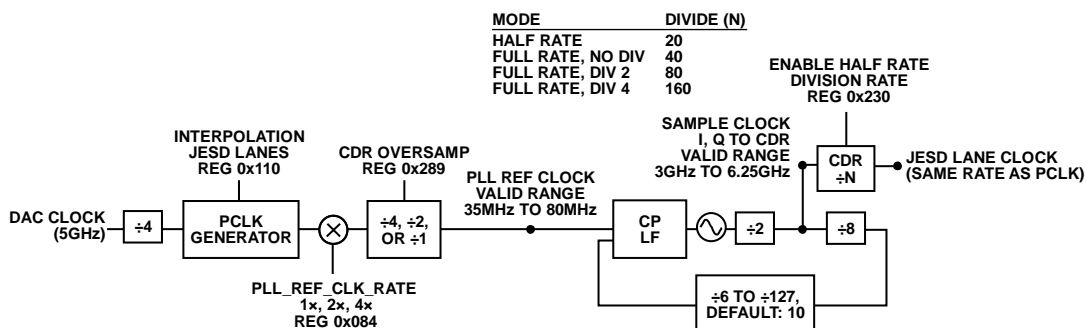 MODE DIVIDE (N)
HALF RATE 20
FULL RATE, NO DIV 40
FULL RATE, DIV 2 80
FULL RATE, DIV 4 160
ENABLE HALF RATE
DIVISION RATE
REG 0x230
INTERPOLATION
JESD LANES
REG 0x110
CDR OVERSAMP
REG 0x289
PLL REF CLOCK
VALID RANGE
35MHz TO 80MHz
SAMPLE CLOCK
I, Q TO CDR
VALID RANGE
3GHz TO 6.25GHz
CDR
÷N
JESD LANE CLOCK
(SAME RATE AS PCLK)
DAC CLOCK
(5GHz)
÷4
PCLK
GENERATOR
÷4, ÷2,
OR ÷1
CP
LF
÷2
÷8
PLL_REF_CLK_RATE
1×, 2×, 4×
REG 0x084
÷6 TO ÷127,
DEFAULT: 10